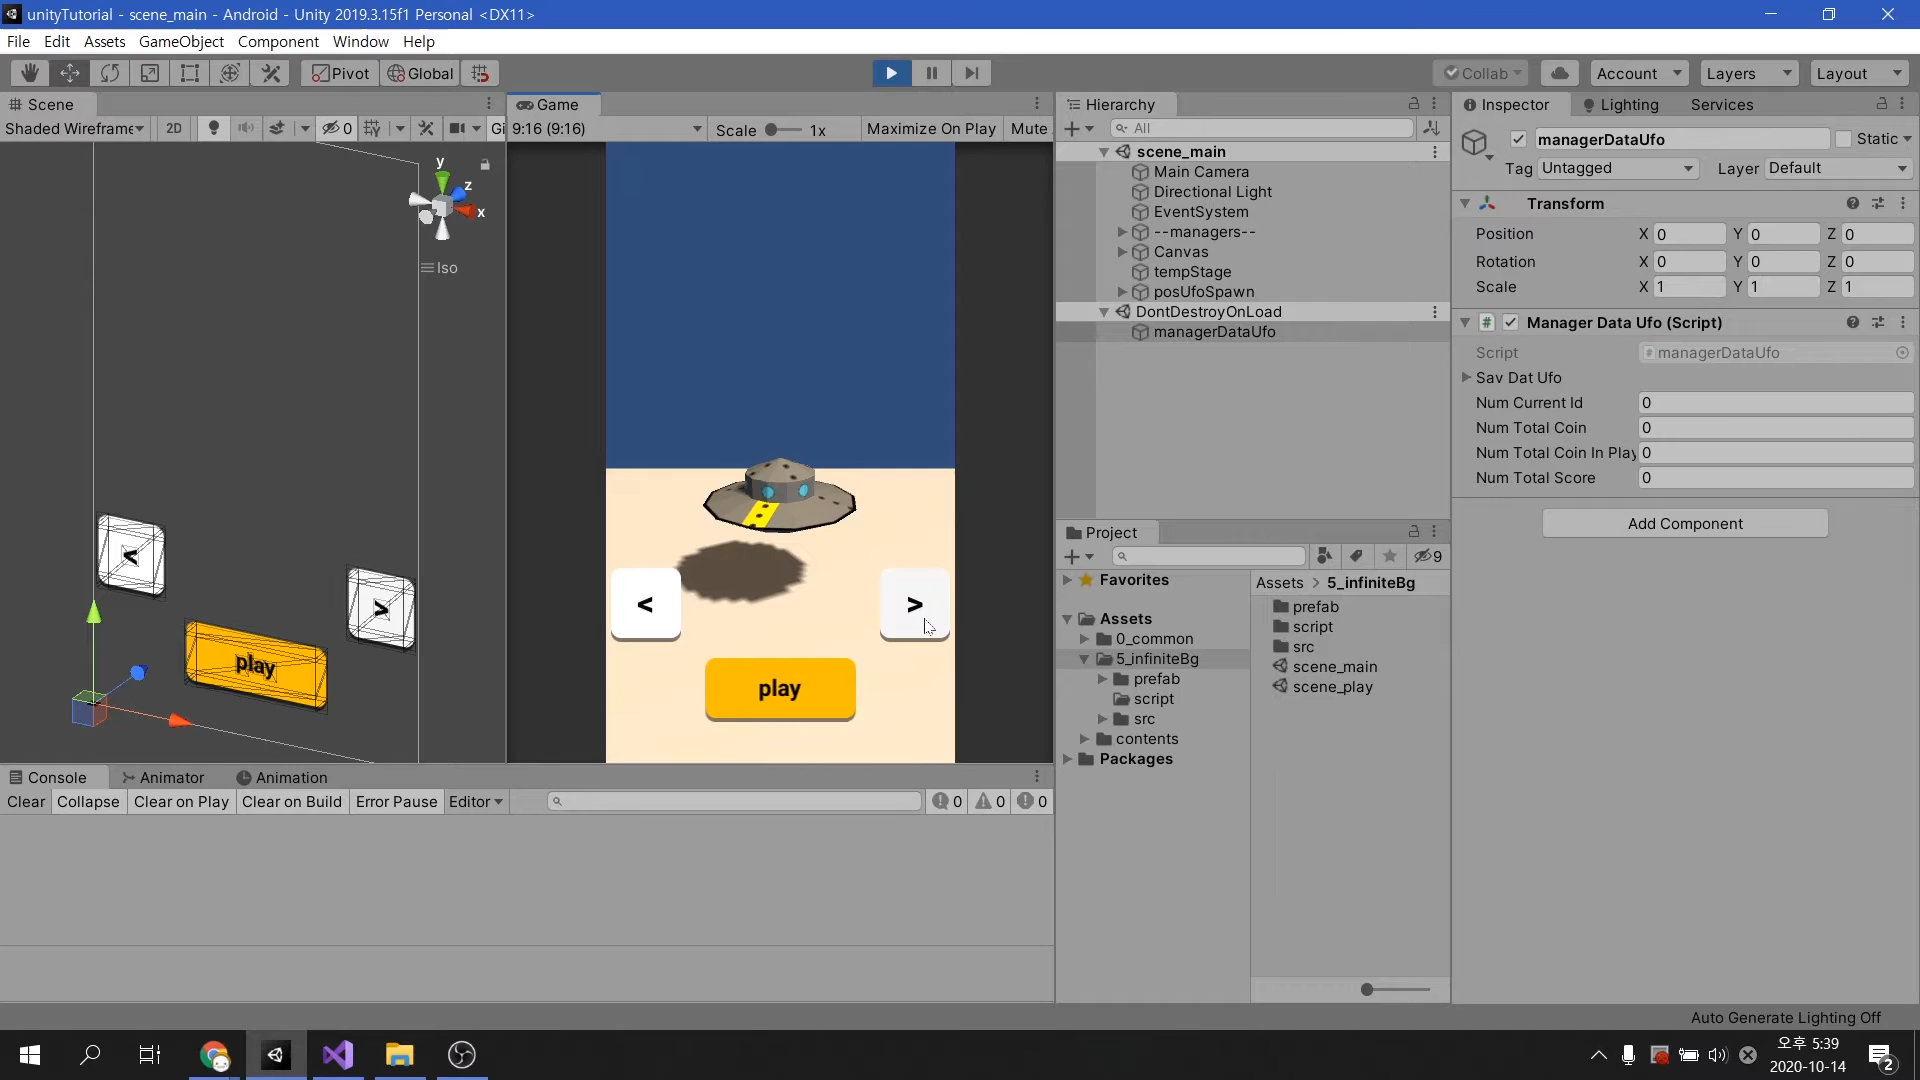 unityTutorial - scene_main - Android - Unity 2019.3.15f1 Personal <DX11>
File Edit Assets GameObject Component Window Help
Pivot Global Collab Account Layers Layout
Scene
Shaded Wireframe 2D 0
y
z
x
Iso
<
>
play
Game
9:16 (9:16) Scale 1x Maximize On Play Mute
<
>
play
Hierarchy
All
scene_main
Main Camera
Directional Light
EventSystem
--managers--
Canvas
tempStage
posUfoSpawn
DontDestroyOnLoad
managerDataUfo
Project
9
Favorites
Assets
0_common
5_infiniteBg
prefab
script
src
contents
Packages
Assets > 5_infiniteBg
prefab
script
src
scene_main
scene_play
Inspector Lighting Services
managerDataUfo Static
Tag Untagged Layer Default
Transform
Position X 0 Y 0 Z 0
Rotation X 0 Y 0 Z 0
Scale X 1 Y 1 Z 1
# Manager Data Ufo (Script)
Script managerDataUfo
Sav Dat Ufo
Num Current Id 0
Num Total Coin 0
Num Total Coin In Play 0
Num Total Score 0
Add Component
Console Animator Animation
Clear Collapse Clear on Play Clear on Build Error Pause Editor 0 0 0
Auto Generate Lighting Off
오후 5:39
2020-10-14
2